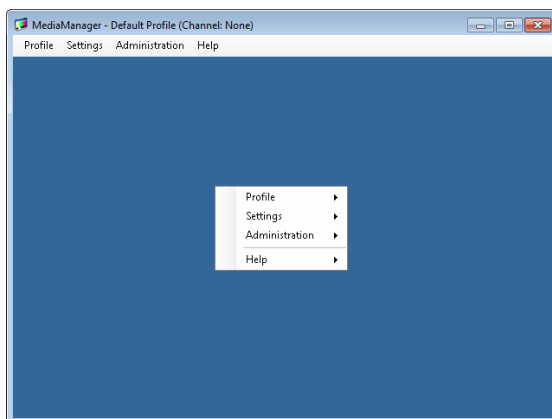 MediaManager - Default Profile (Channel: None)
Profile Settings Administration Help
Profile
Settings
Administration
Help